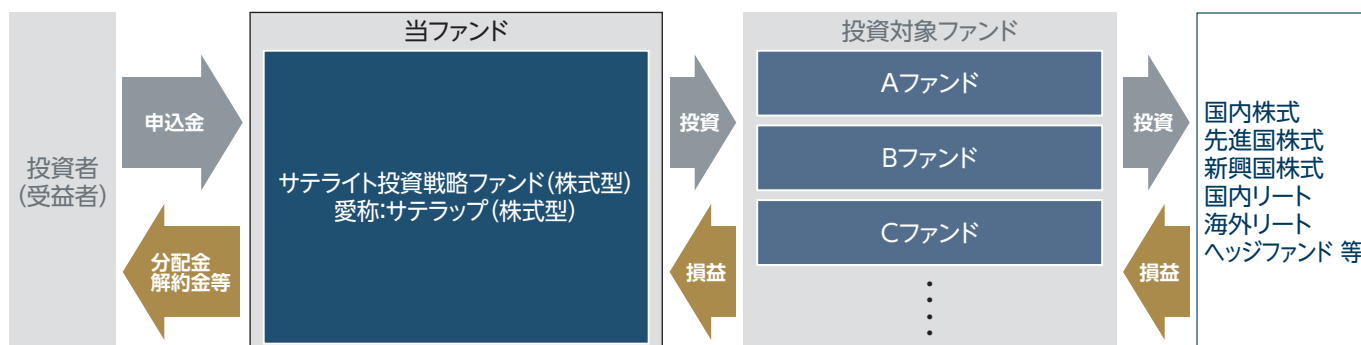 投資者
(受益者)
申込金
分配金
解約金等
当ファンド
サテライト投資戦略ファンド(株式型)
愛称:サテラップ(株式型)
投資
損益
投資対象ファンド
Aファンド
Bファンド
Cファンド
投資
損益
国内株式
先進国株式
新興国株式
国内リート
海外リート
ヘッジファンド 等